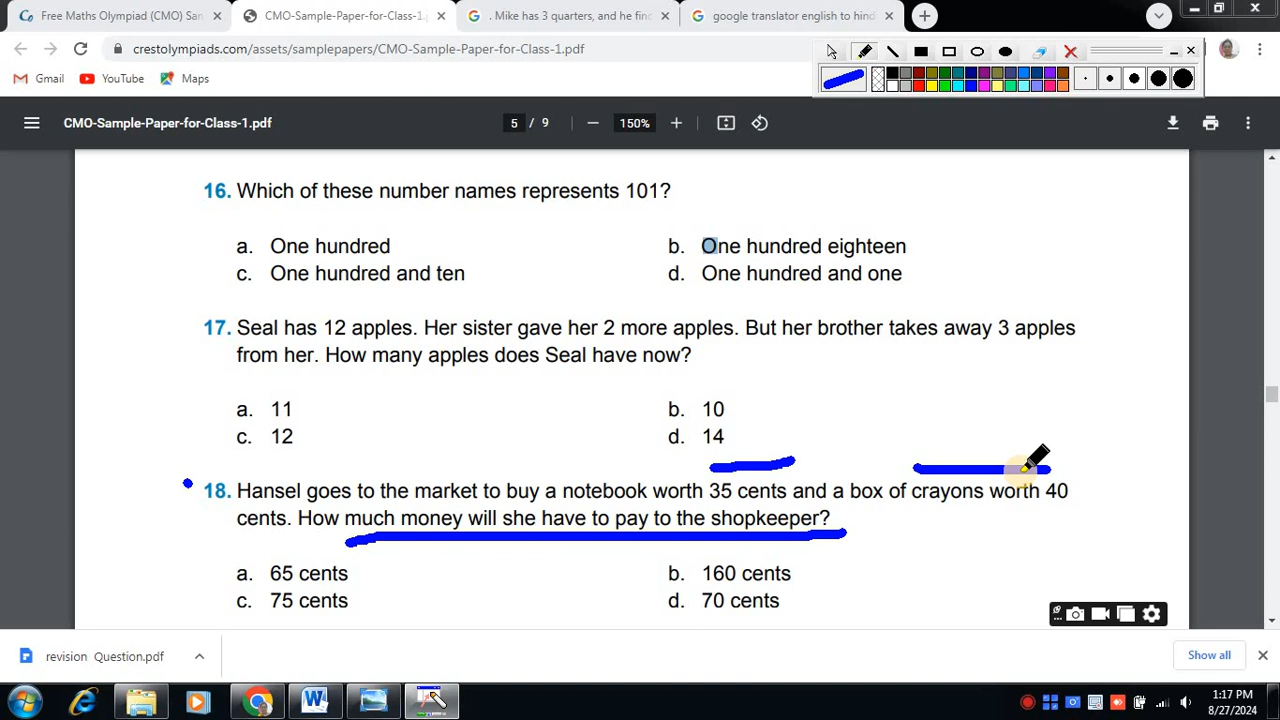 Free Maths Olympiad (CMO) San
CMO-Sample-Paper-for-Class-1.p
. Mike has 3 quarters, and he fin
google translator english to hind
crestolympiads.com/assets/samplepapers/CMO-Sample-Paper-for-Class-1.pdf
Gmail YouTube Maps
CMO-Sample-Paper-for-Class-1.pdf 5 / 9 150%
16. Which of these number names represents 101?
a. One hundred b. One hundred eighteen
c. One hundred and ten d. One hundred and one
17. Seal has 12 apples. Her sister gave her 2 more apples. But her brother takes away 3 apples
from her. How many apples does Seal have now?
a. 11 b. 10
c. 12 d. 14
18. Hansel goes to the market to buy a notebook worth 35 cents and a box of crayons worth 40
cents. How much money will she have to pay to the shopkeeper?
a. 65 cents b. 160 cents
c. 75 cents d. 70 cents
revision Question.pdf Show all
1:17 PM
8/27/2024